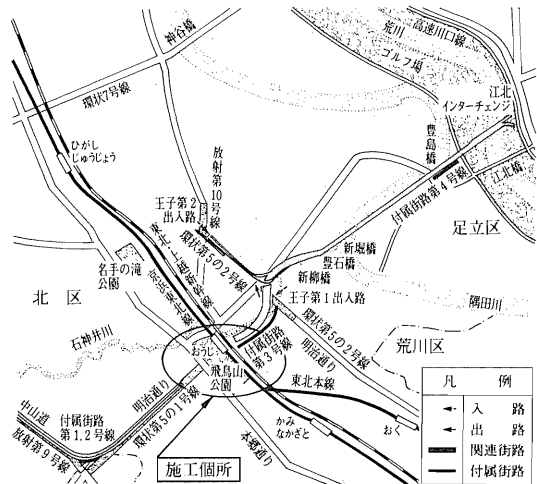 神谷橋
荒川
高速川口線
ゴルフ場
江北
インターチェンジ
環状7号線
ひがし
じゅうじょう
放射第10号線
豊島橋
江北橋
付属街路第4号線
王子第2
出入路
足立区
東北・上越新幹線
環状第5の2号線
新堀橋
豊石橋
新柳橋
名手の滝
公園
京浜東北線
王子第1出入路
北区
隅田川
石神井川
おうじ
付属街路
第3号線
環状第5の2号線
明治通り
荒川区
飛鳥山
公園
明治通り
東北本線
環状第5の1号線
中山道
付属街路
第1,2号線
放射第9号線
本郷通り
かみ
なかざと
おく
施工個所
凡例
入路
出路
関連街路
付属街路